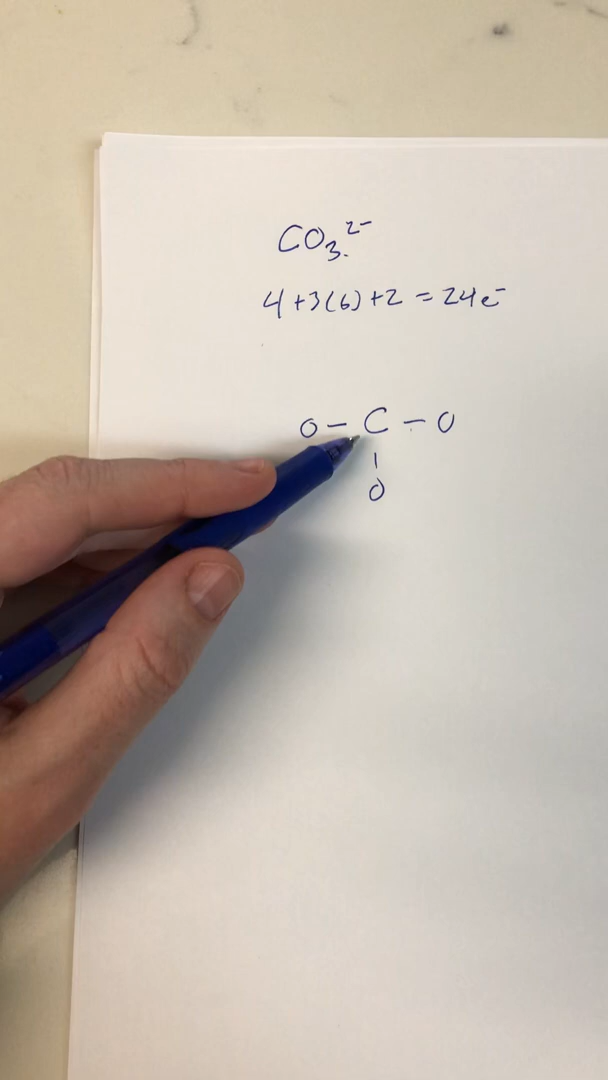 CO₃.²⁻
4+3(6)+2 = 24e⁻
O – C – O
|
O